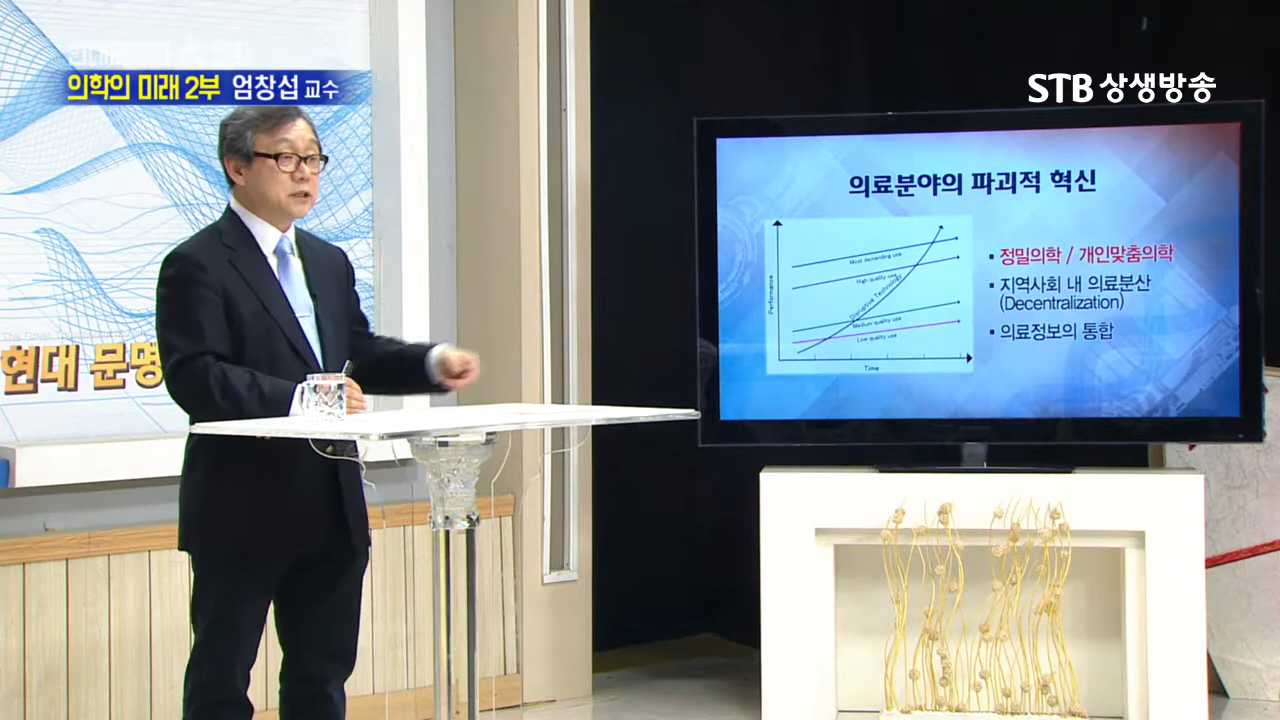 의학의 미래 2부 엄창섭 교수
STB 상생방송
현대 문명
의료분야의 파괴적 혁신
Performance
Most demanding use
High quality use
Disruptive Technology
Medium quality use
Low quality use
Time
▪ 정밀의학 / 개인맞춤의학
▪ 지역사회 내 의료분산
(Decentralization)
▪ 의료정보의 통합